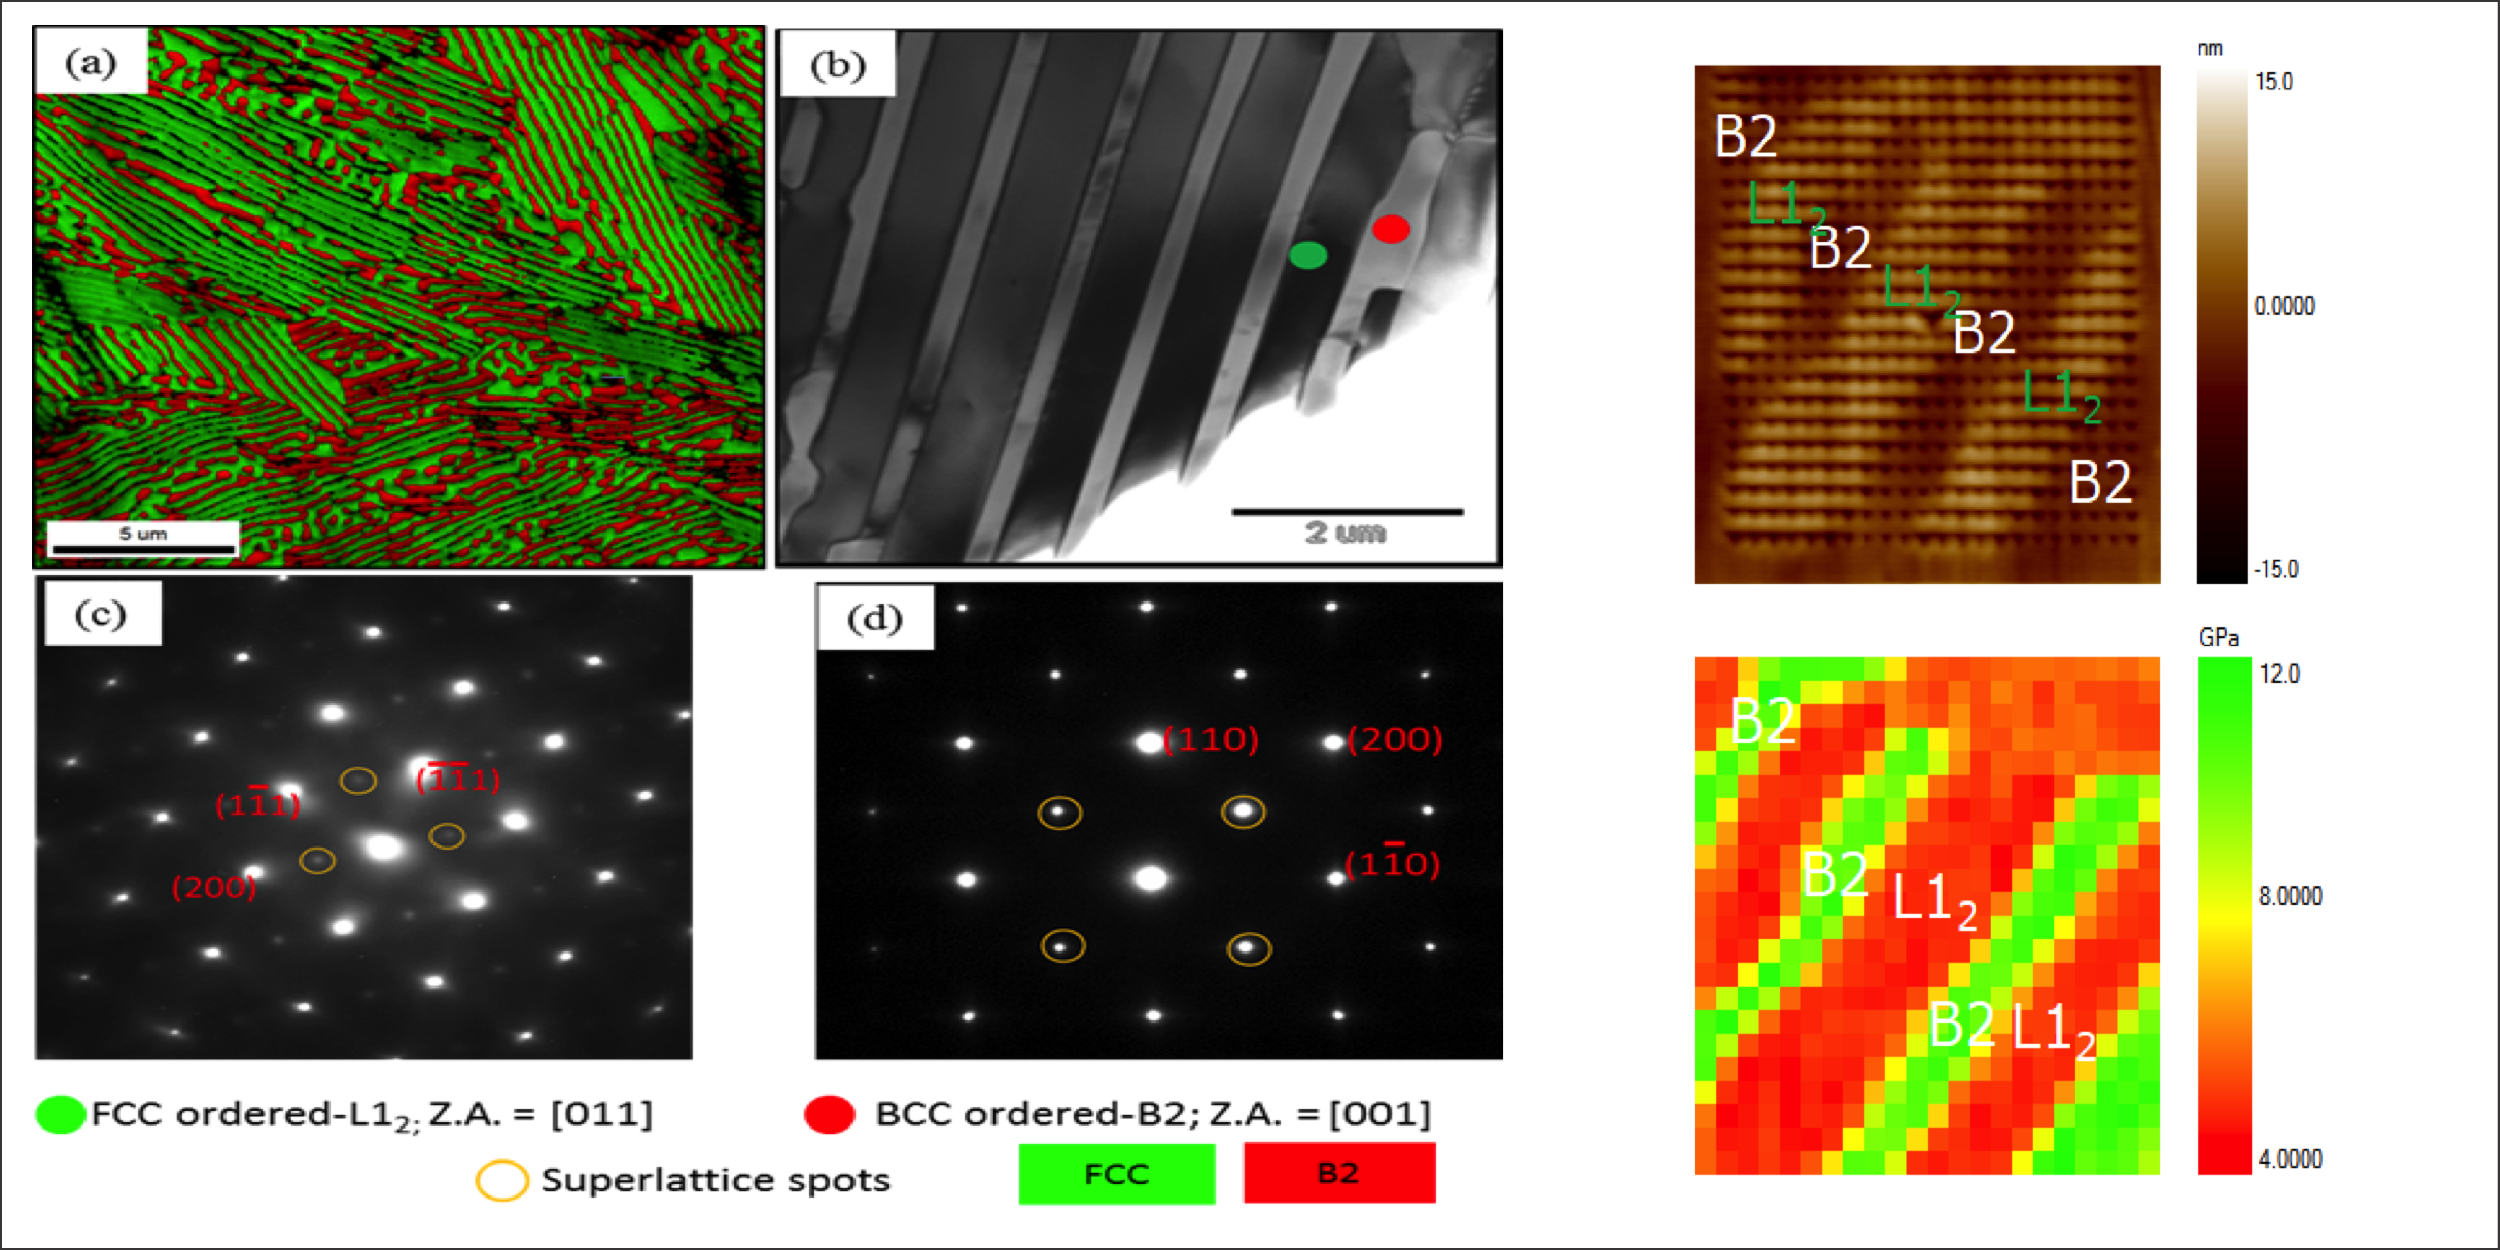 (a)
5 um
(b)
2 um
(c)
(1̅1̅1)
(11̅1)
(200)
(d)
(110)
(200)
(11̅0)
FCC ordered-L1₂; Z.A. = [011]
BCC ordered-B2; Z.A. = [001]
Superlattice spots
FCC
B2
nm
15.0
0.0000
-15.0
B2
L1₂
B2
L1₂
B2
L1₂
B2
GPa
12.0
8.0000
4.0000
B2
B2
L1₂
B2
L1₂